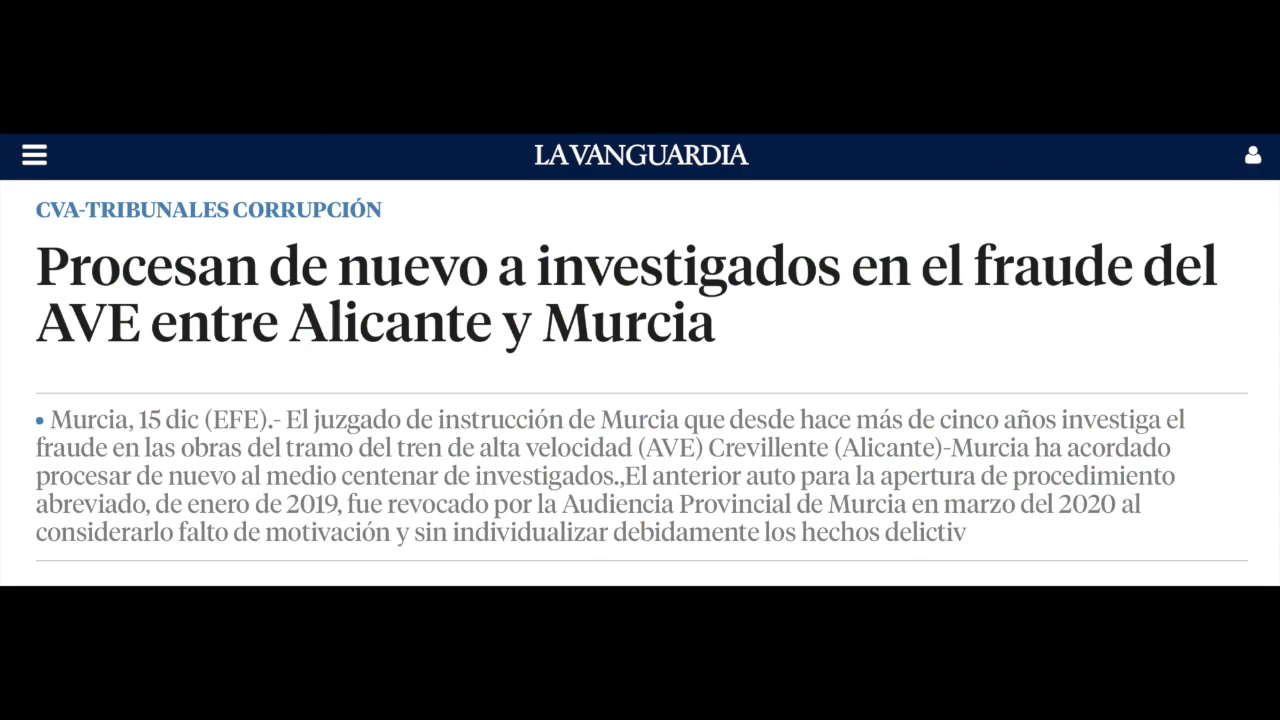 LA VANGUARDIA
CVA-TRIBUNALES CORRUPCIÓN
Procesan de nuevo a investigados en el fraude del
AVE entre Alicante y Murcia
• Murcia, 15 dic (EFE).- El juzgado de instrucción de Murcia que desde hace más de cinco años investiga el
fraude en las obras del tramo del tren de alta velocidad (AVE) Crevillente (Alicante)-Murcia ha acordado
procesar de nuevo al medio centenar de investigados.,El anterior auto para la apertura de procedimiento
abreviado, de enero de 2019, fue revocado por la Audiencia Provincial de Murcia en marzo del 2020 al
considerarlo falto de motivación y sin individualizar debidamente los hechos delictiv